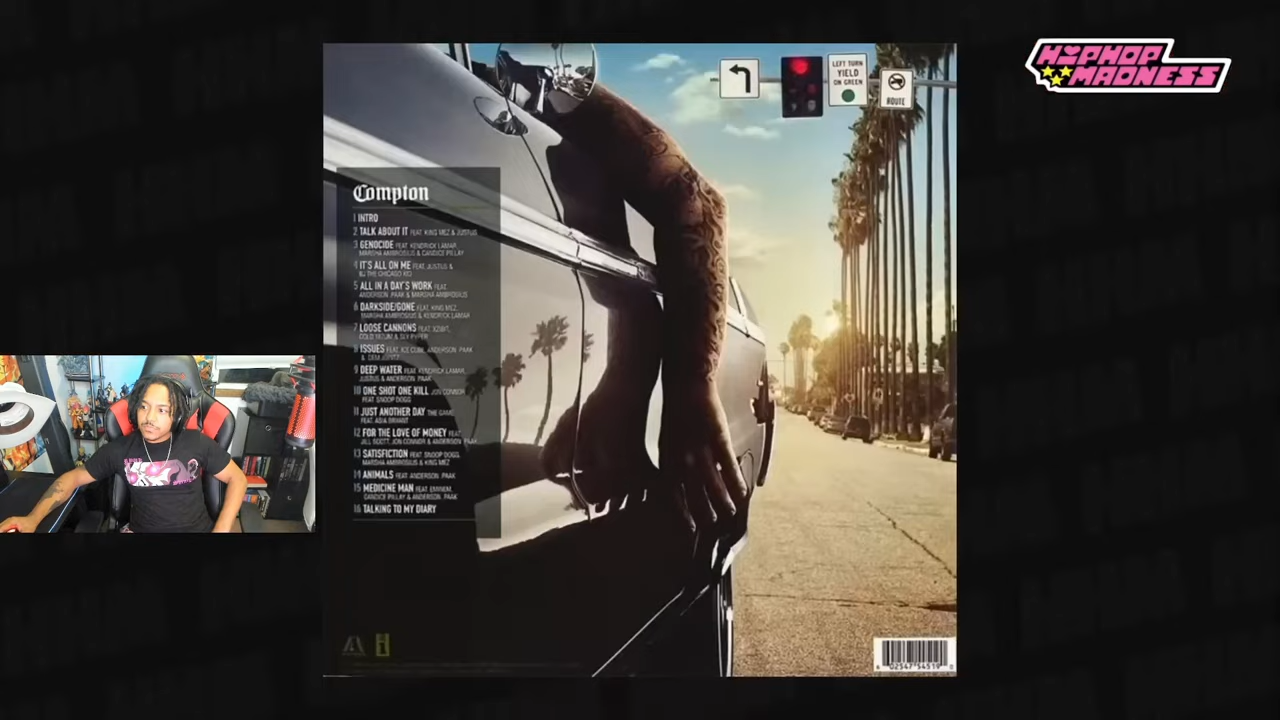 HIPHOP
MADNESS
LEFT TURN
YIELD
ON GREEN
ROUTE
Compton
1 INTRO
2 TALK ABOUT IT FEAT. KING MEZ & JUSTUS
3 GENOCIDE FEAT. KENDRICK LAMAR,
MARSHA AMBROSIUS & CANDICE PILLAY
4 IT'S ALL ON ME FEAT. JUSTUS &
BJ THE CHICAGO KID
5 ALL IN A DAY'S WORK FEAT.
ANDERSON .PAAK & MARSHA AMBROSIUS
6 DARKSIDE/GONE FEAT. KING MEZ,
MARSHA AMBROSIUS & KENDRICK LAMAR
7 LOOSE CANNONS FEAT. XZIBIT,
COLD 187UM & SLY PYPER
8 ISSUES FEAT. ICE CUBE, ANDERSON .PAAK
& DEM JOINTZ
9 DEEP WATER FEAT. KENDRICK LAMAR,
JUSTUS & ANDERSON .PAAK
10 ONE SHOT ONE KILL JON CONNOR
FEAT. SNOOP DOGG
11 JUST ANOTHER DAY THE GAME
FEAT. ASIA BRYANT
12 FOR THE LOVE OF MONEY FEAT.
JILL SCOTT, JON CONNOR & ANDERSON .PAAK
13 SATISFICTION FEAT. SNOOP DOGG,
MARSHA AMBROSIUS & KING MEZ
14 ANIMALS FEAT. ANDERSON .PAAK
15 MEDICINE MAN FEAT. EMINEM,
CANDICE PILLAY & ANDERSON .PAAK
16 TALKING TO MY DIARY